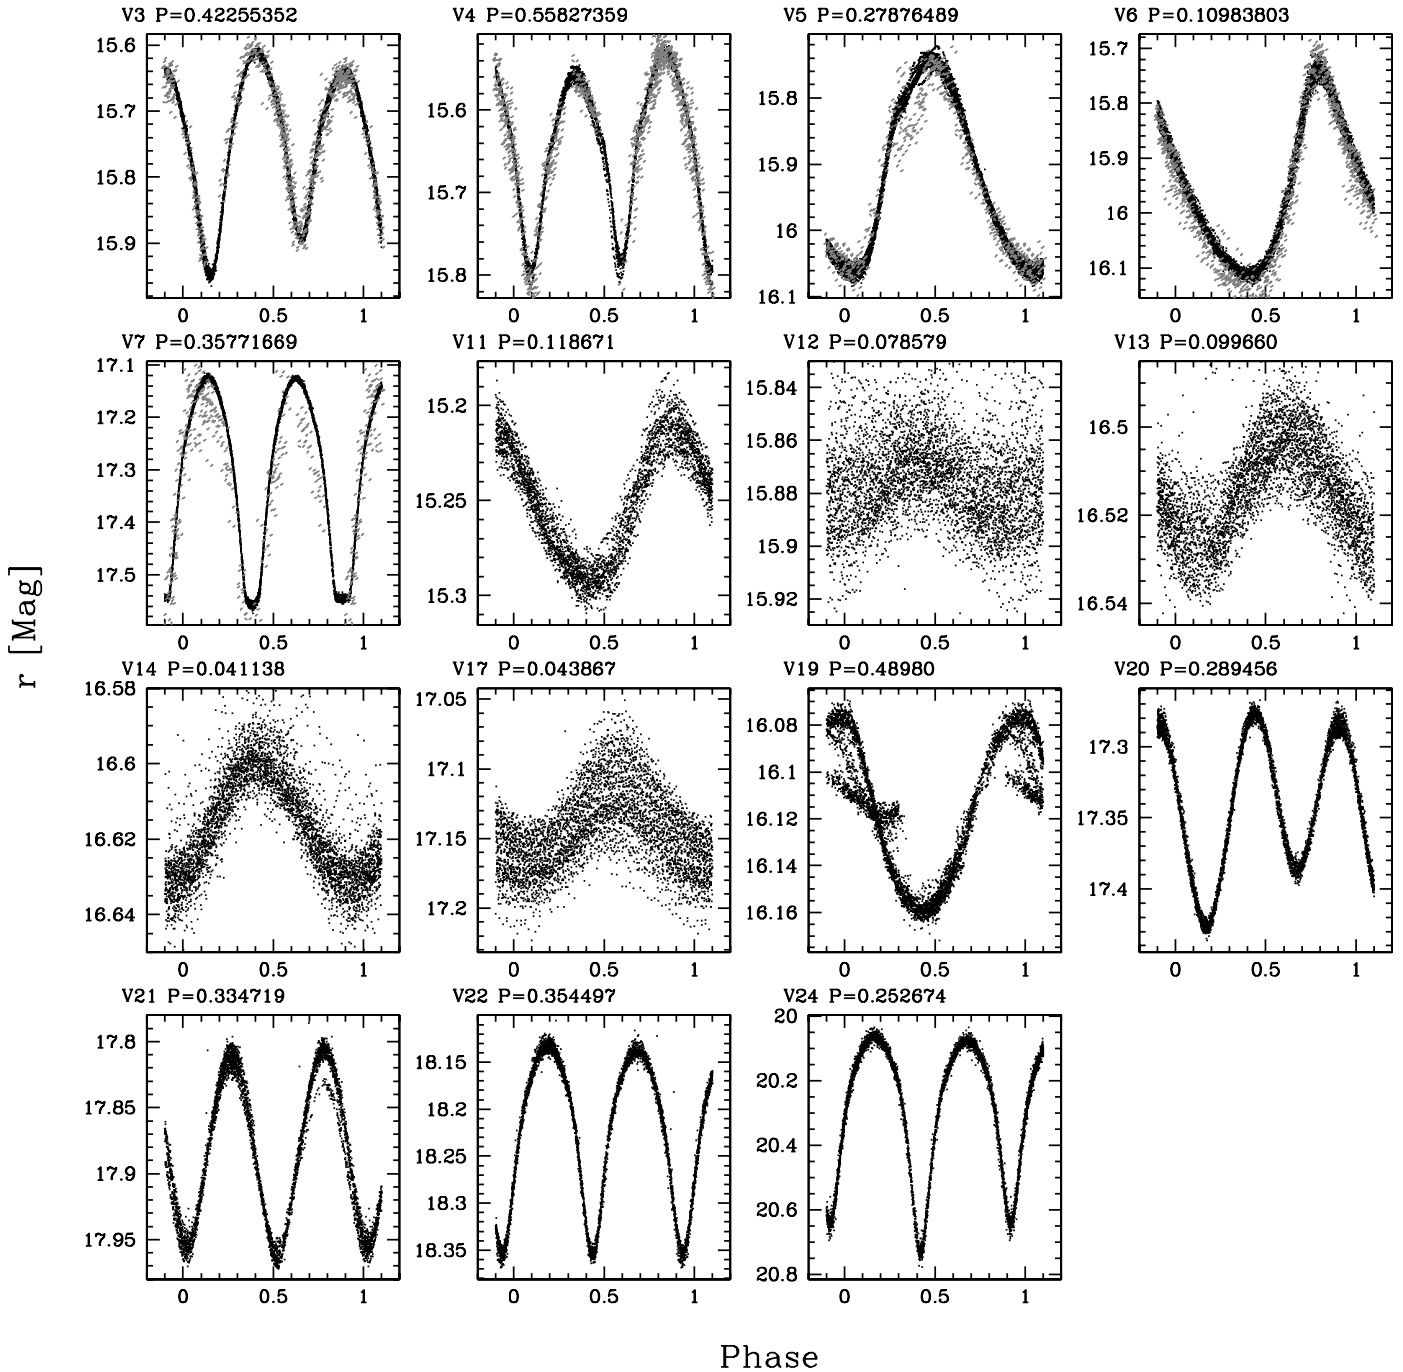 V3 P=0.42255352 V4 P=0.55827359 V5 P=0.27876489 V6 P=0.10983803
15.6 15.7 15.8 15.9
15.6 15.7 15.8
15.8 15.9 16 16.1
15.7 15.8 15.9 16 16.1
0 0.5 1 0 0.5 1 0 0.5 1 0 0.5 1
V7 P=0.35771669 V11 P=0.118671 V12 P=0.078579 V13 P=0.099660
17.1 17.2 17.3 17.4 17.5
15.2 15.25 15.3
15.84 15.86 15.88 15.9 15.92
16.5 16.52 16.54
0 0.5 1 0 0.5 1 0 0.5 1 0 0.5 1
r [Mag]
V14 P=0.041138 V17 P=0.043867 V19 P=0.48980 V20 P=0.289456
16.58 16.6 16.62 16.64
17.05 17.1 17.15 17.2
16.08 16.1 16.12 16.14 16.16
17.3 17.35 17.4
0 0.5 1 0 0.5 1 0 0.5 1 0 0.5 1
V21 P=0.334719 V22 P=0.354497 V24 P=0.252674
17.8 17.85 17.9 17.95
18.15 18.2 18.25 18.3 18.35
20 20.2 20.4 20.6 20.8
0 0.5 1 0 0.5 1 0 0.5 1
Phase